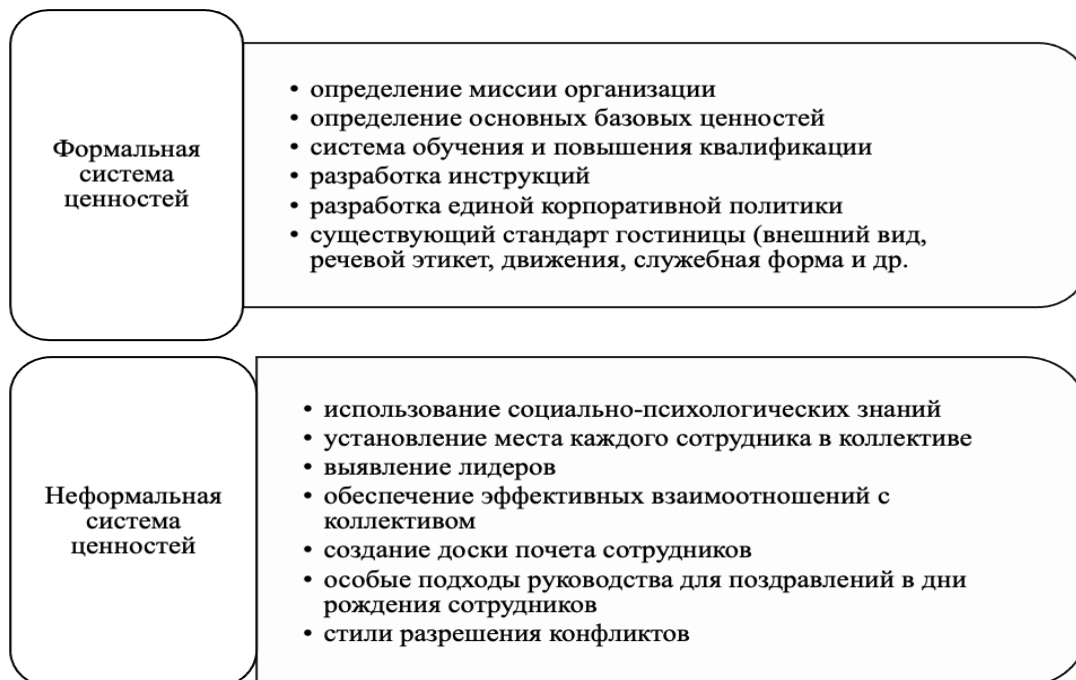 Формальная
система
ценностей
• определение миссии организации
• определение основных базовых ценностей
• система обучения и повышения квалификации
• разработка инструкций
• разработка единой корпоративной политики
• существующий стандарт гостиницы (внешний вид,
речевой этикет, движения, служебная форма и др.
Неформальная
система
ценностей
• использование социально-психологических знаний
• установление места каждого сотрудника в коллективе
• выявление лидеров
• обеспечение эффективных взаимоотношений с
коллективом
• создание доски почета сотрудников
• особые подходы руководства для поздравлений в дни
рождения сотрудников
• стили разрешения конфликтов